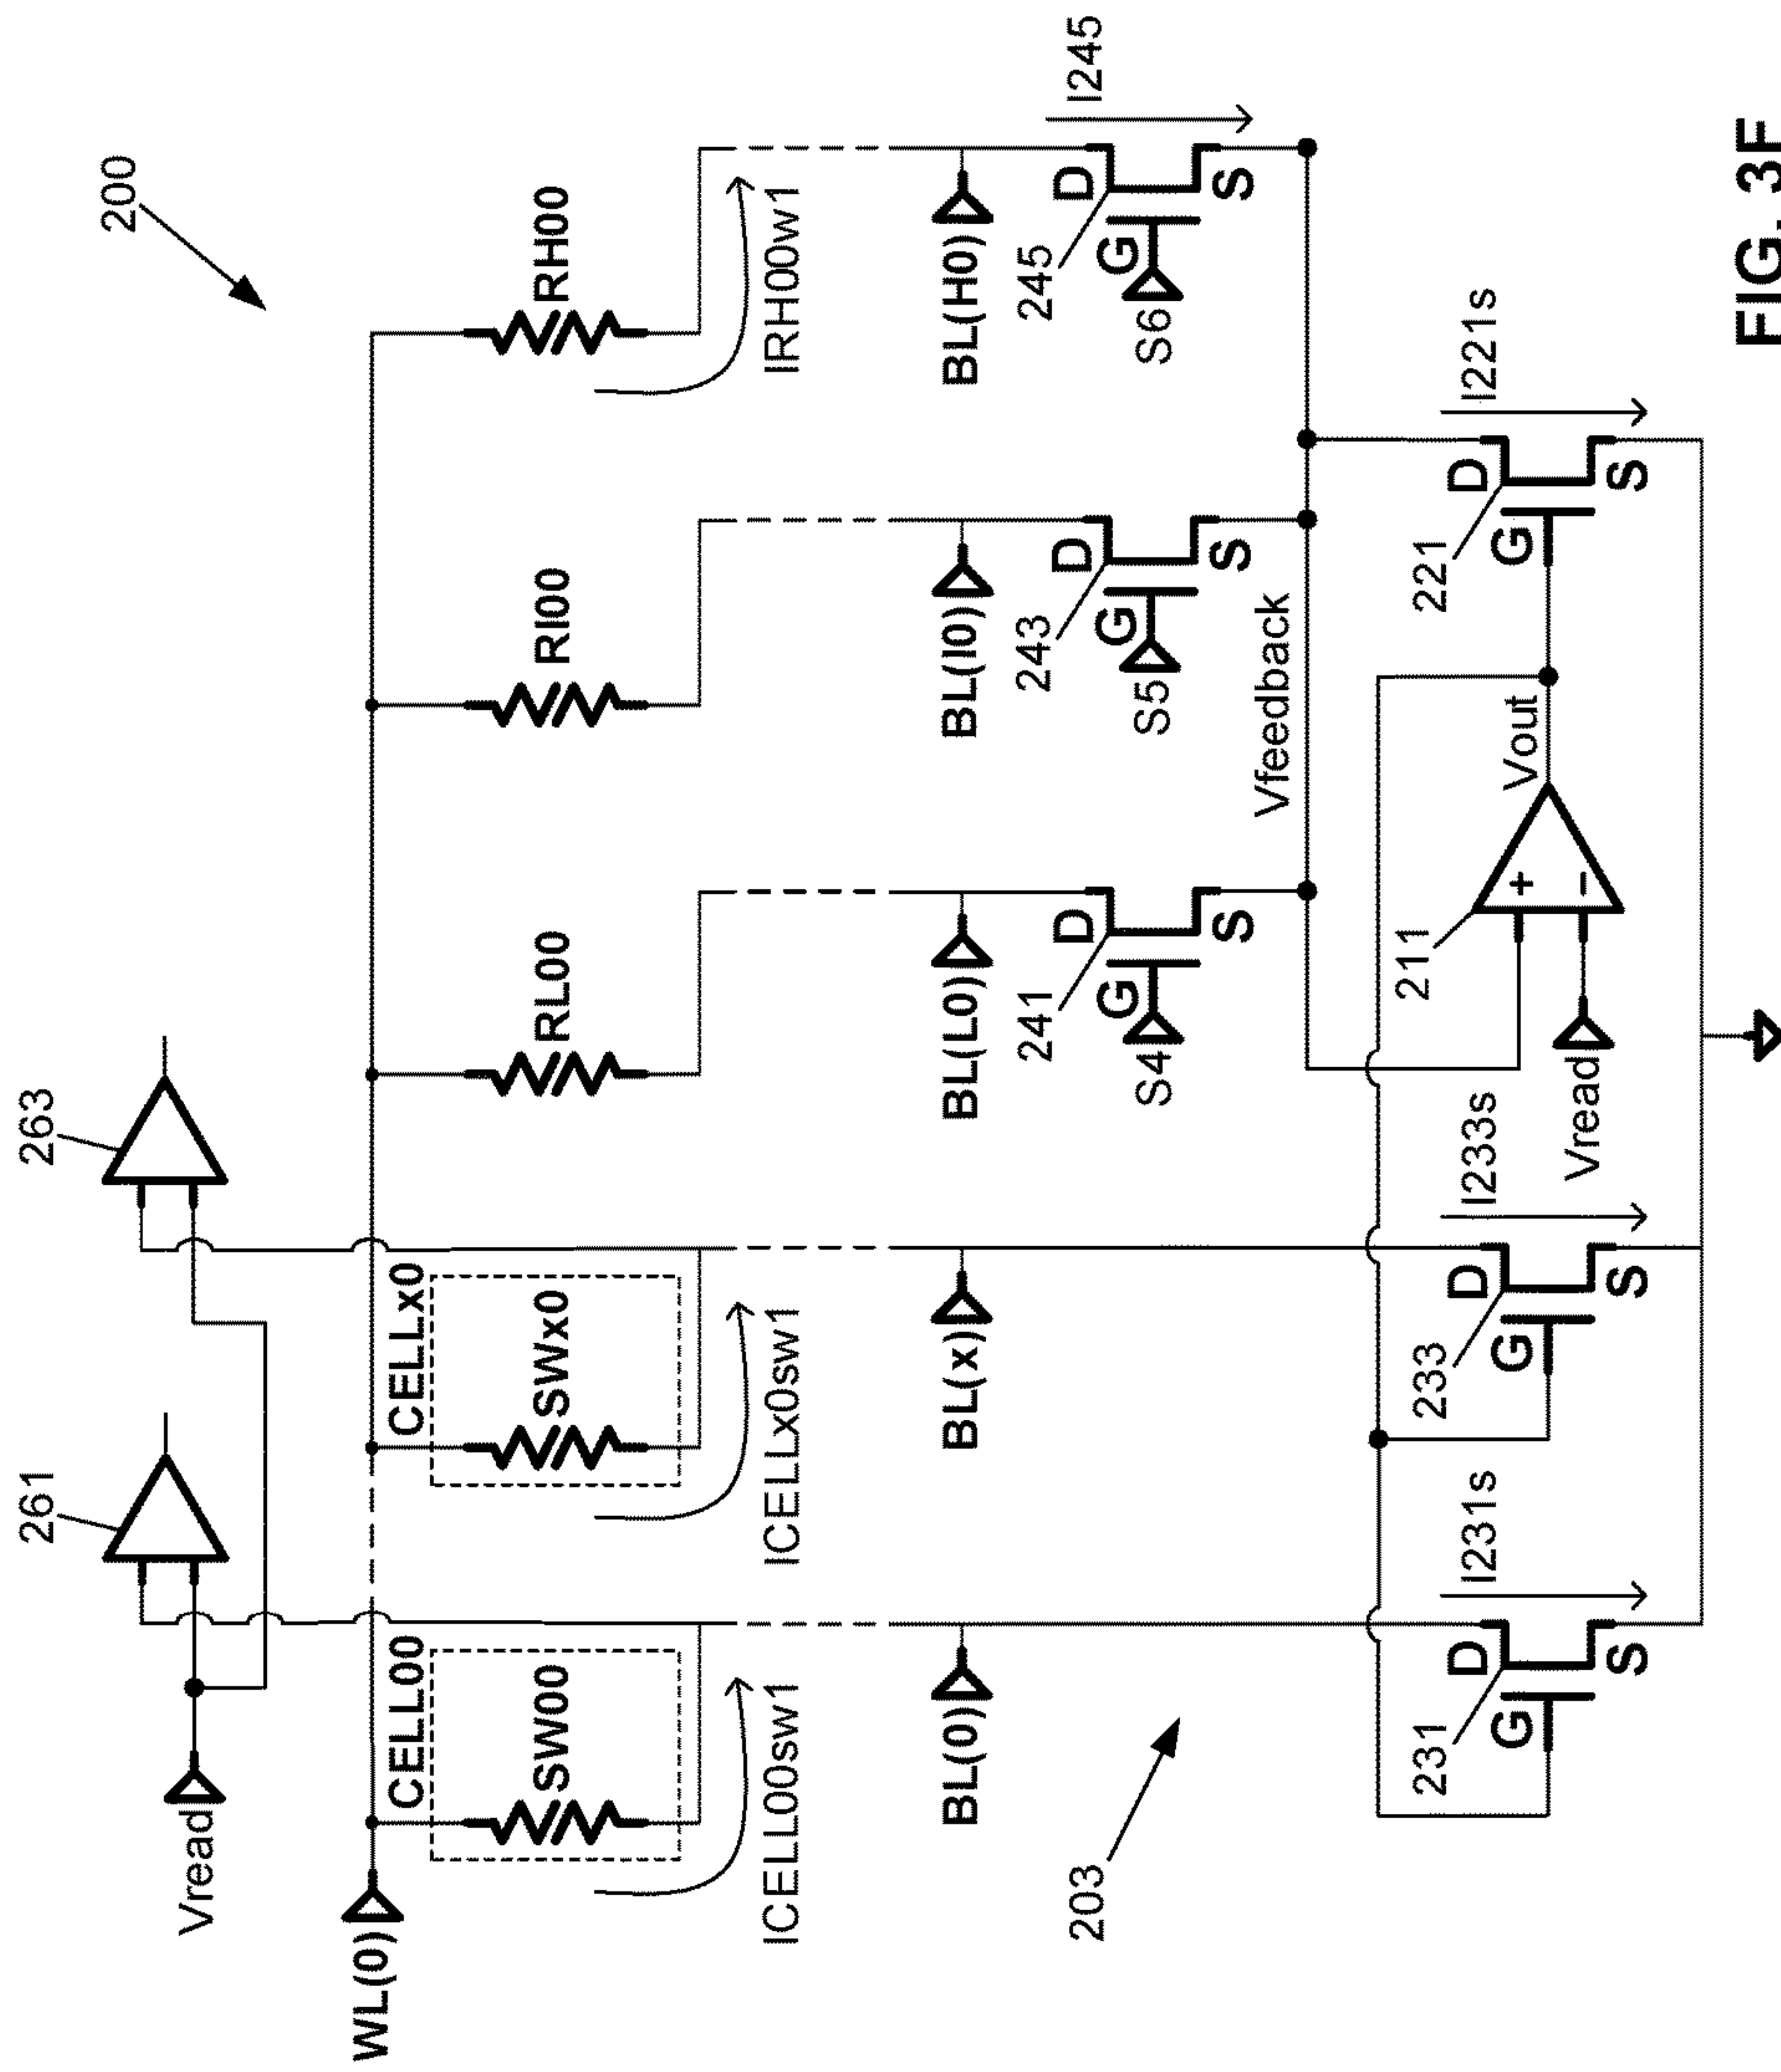 200
261
263
Vread
WL(0)
CELL00
SW00
CELLx0
SWx0
RL00
RI00
RH00
ICELL00sw1
ICELLx0sw1
IRH00w1
BL(0)
BL(x)
BL(L0)
BL(I0)
BL(H0)
203
241
G
D
S
S4
243
G
D
S
S5
245
G
D
S
S6
I245
Vfeedback
231
G
D
S
I231s
233
G
D
S
I233s
211
+
−
Vread
Vout
221
G
D
S
I221s
FIG. 3F